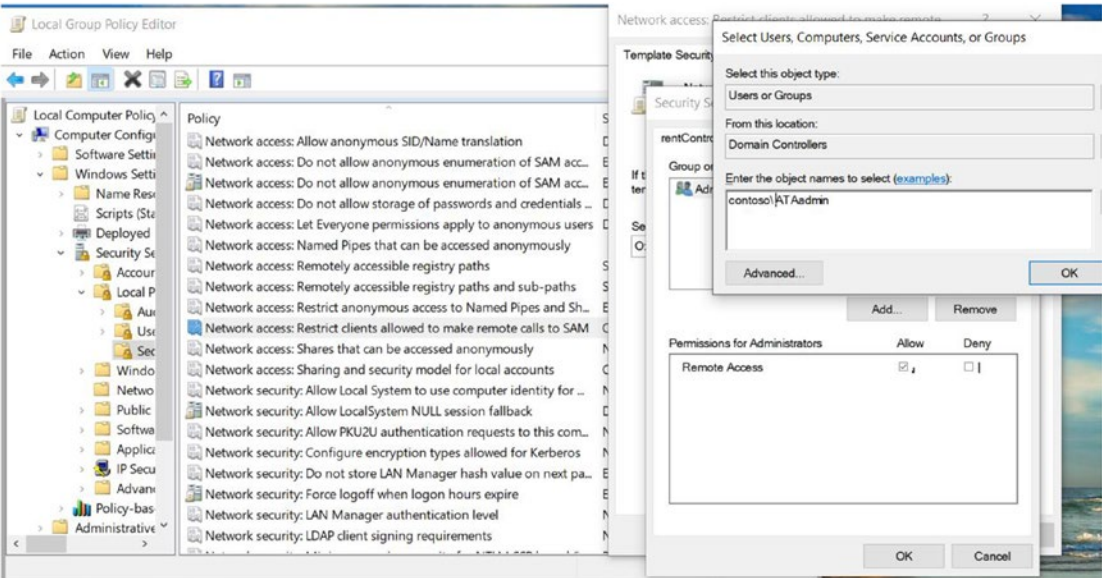 Local Group Policy Editor
File Action View Help
Local Computer Policy
Computer Config
Software Setti
Windows Setti
Name Res
Scripts (Sta
Deployed
Security Se
Accour
Local P
Au
Use
Sec
Windo
Netwo
Public
Softwa
Applica
IP Secu
Advan
Policy-bas
Administrative
Policy
Network access: Allow anonymous SID/Name translation
Network access: Do not allow anonymous enumeration of SAM acc...
Network access: Do not allow anonymous enumeration of SAM acc...
Network access: Do not allow storage of passwords and credentials ...
Network access: Let Everyone permissions apply to anonymous users
Network access: Named Pipes that can be accessed anonymously
Network access: Remotely accessible registry paths
Network access: Remotely accessible registry paths and sub-paths
Network access: Restrict anonymous access to Named Pipes and Sh...
Network access: Restrict clients allowed to make remote calls to SAM
Network access: Shares that can be accessed anonymously
Network access: Sharing and security model for local accounts
Network security: Allow Local System to use computer identity for ...
Network security: Allow LocalSystem NULL session fallback
Network security: Allow PKU2U authentication requests to this com...
Network security: Configure encryption types allowed for Kerberos
Network security: Do not store LAN Manager hash value on next pa...
Network security: Force logoff when logon hours expire
Network security: LAN Manager authentication level
Network security: LDAP client signing requirements
Network access: Restrict clients allowed to make remote
Template Security
If t
ter
Se
O:
Security S
rentContro
Group or
Adr
Add... Remove
Permissions for Administrators Allow Deny
Remote Access
OK Cancel
Select Users, Computers, Service Accounts, or Groups
Select this object type:
Users or Groups
From this location:
Domain Controllers
Enter the object names to select (examples):
contoso\ATAadmin
Advanced... OK